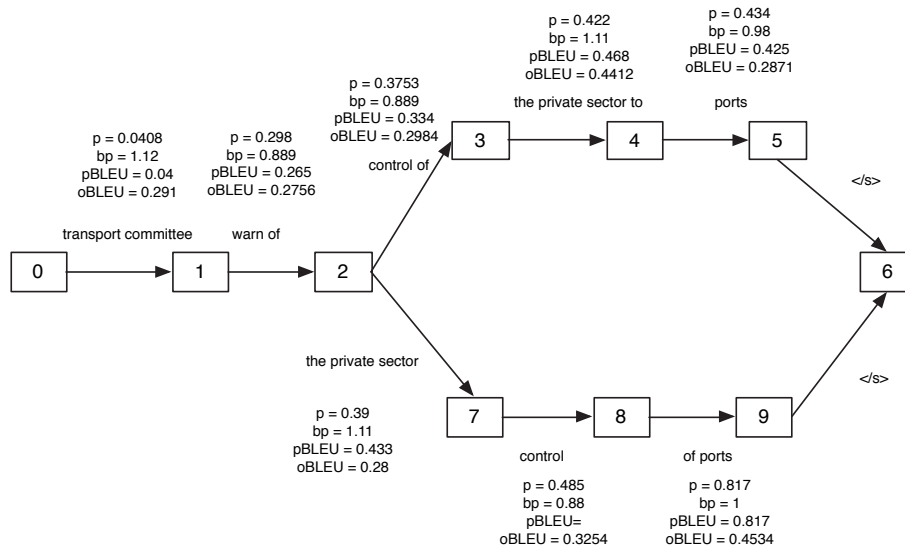 p = 0.422
bp = 1.11
pBLEU = 0.468
oBLEU = 0.4412
the private sector to
p = 0.434
bp = 0.98
pBLEU = 0.425
oBLEU = 0.2871
ports
p = 0.3753
bp = 0.889
pBLEU = 0.334
oBLEU = 0.2984
control of
p = 0.0408
bp = 1.12
pBLEU = 0.04
oBLEU = 0.291
transport committee
p = 0.298
bp = 0.889
pBLEU = 0.265
oBLEU = 0.2756
warn of
3
4
5
</s>
0
1
2
6
the private sector
p = 0.39
bp = 1.11
pBLEU = 0.433
oBLEU = 0.28
</s>
7
8
9
control
p = 0.485
bp = 0.88
pBLEU=
oBLEU = 0.3254
of ports
p = 0.817
bp = 1
pBLEU = 0.817
oBLEU = 0.4534